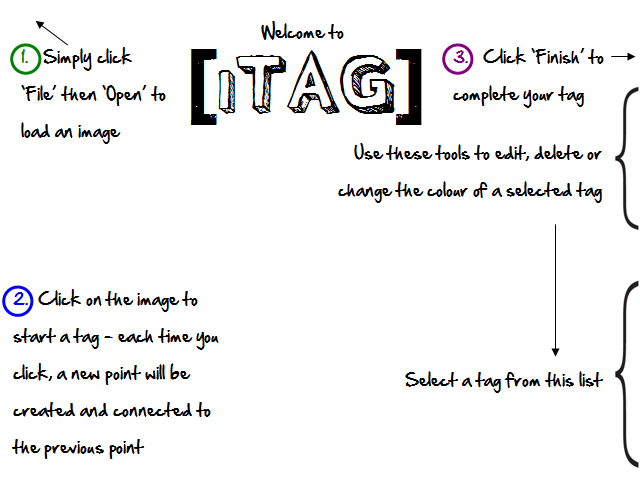 Welcome to
[iTAG]
1. Simply click
'File' then 'Open' to
load an image
3. Click 'Finish' to
complete your tag
Use these tools to edit, delete or
change the colour of a selected tag
2. Click on the image to
start a tag - each time you
click, a new point will be
created and connected to
the previous point
Select a tag from this list